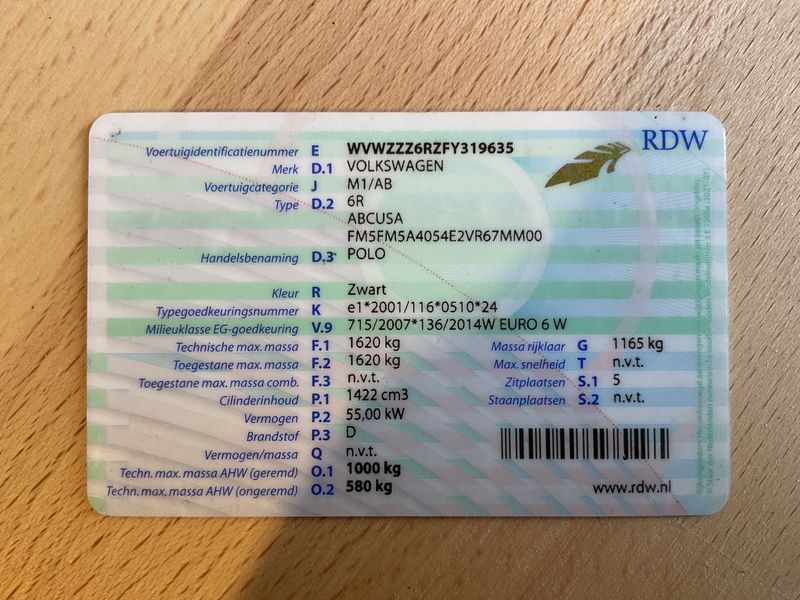 RDW
Voertuigidentificatienummer E WVWZZZ6RZFY319635
Merk D.1 VOLKSWAGEN
Voertuigcategorie J M1/AB
Type D.2 6R
ABCUSA
FM5FM5A4054E2VR67MM00
Handelsbenaming D.3 POLO
Kleur R Zwart
Typegoedkeuringsnummer K e1*2001/116*0510*24
Milieuklasse EG-goedkeuring V.9 715/2007*136/2014W EURO 6 W
Technische max. massa F.1 1620 kg Massa rijklaar G 1165 kg
Toegestane max. massa F.2 1620 kg Max. snelheid T n.v.t.
Toegestane max. massa comb. F.3 n.v.t. Zitplaatsen S.1 5
Cilinderinhoud P.1 1422 cm3 Staanplaatsen S.2 n.v.t.
Vermogen P.2 55,00 kW
Brandstof P.3 D
Vermogen/massa Q n.v.t.
Techn. max. massa AHW (geremd) O.1 1000 kg
Techn. max. massa AHW (ongeremd) O.2 580 kg
www.rdw.nl